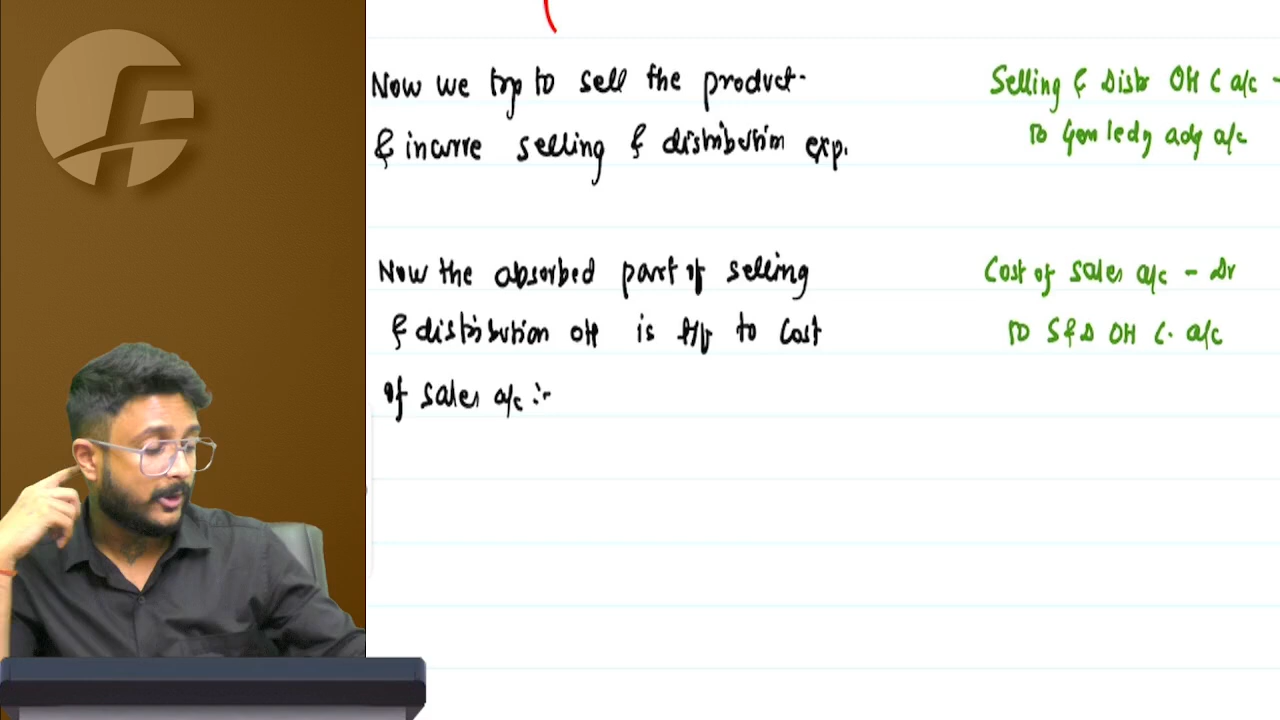 Now we try to sell the product-
& incurre selling & distribution exp.
Selling & Distr OH C a/c -
To Gen ledg adj a/c
Now the absorbed part of selling
& distribution OH is t/f to Cost
of sales a/c :-
Cost of sales a/c - Dr
To S&D OH C. a/c